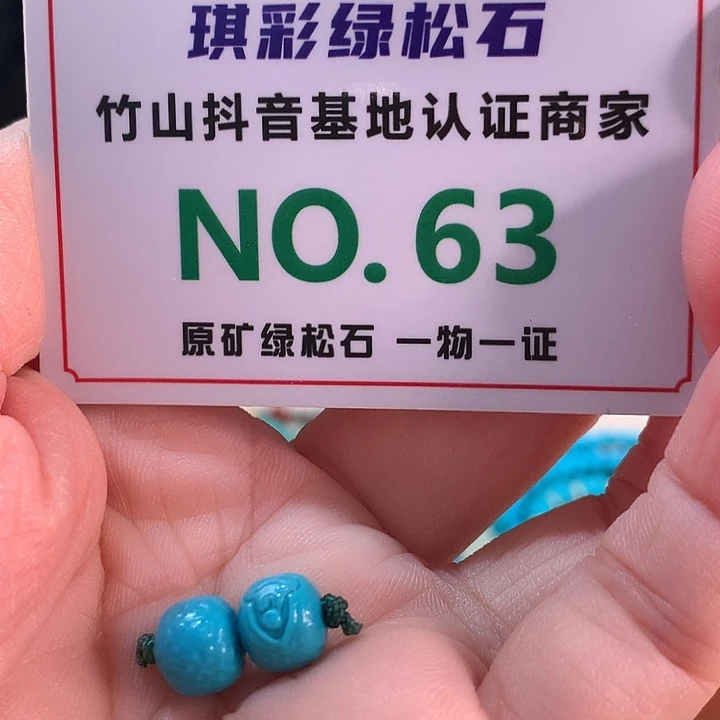 琪彩绿松石
竹山抖音基地认证商家
NO.63
原矿绿松石 一物一证